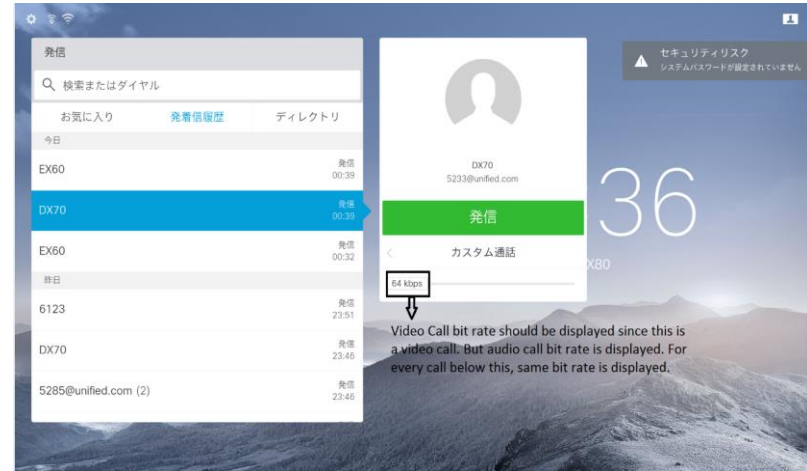 発信
検索またはダイヤル
お気に入り 発着信履歴 ディレクトリ
今日
EX60 発信
00:39
DX70 発信
00:39
EX60 発信
00:32
昨日
6123 発信
23:51
DX70 発信
23:46
5285@unified.com (2) 発信
23:46
DX70
5233@unified.com
発信
カスタム通話
64 kbps
Video Call bit rate should be displayed since this is
a video call. But audio call bit rate is displayed. For
every call below this, same bit rate is displayed.
セキュリティリスク
システムパスワードが設定されていません
36
X80